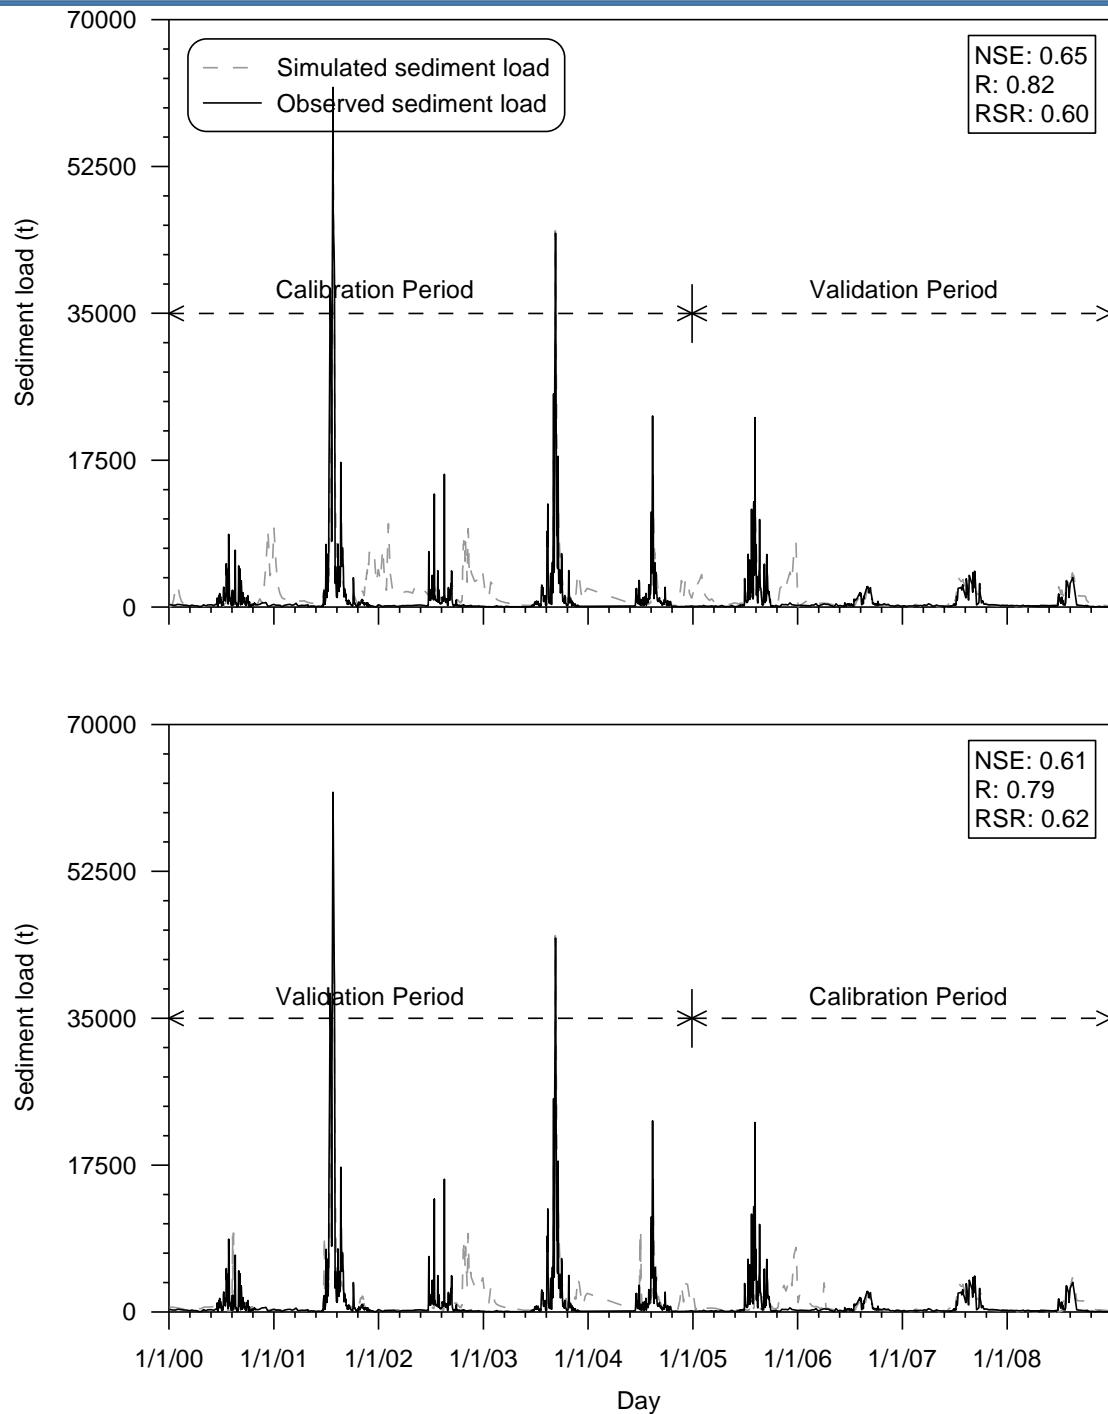 70000
Simulated sediment load
Observed sediment load
NSE: 0.65
R: 0.82
RSR: 0.60
52500
Sediment load (t)
Calibration Period
Validation Period
35000
17500
0
70000
NSE: 0.61
R: 0.79
RSR: 0.62
52500
Sediment load (t)
Validation Period
Calibration Period
35000
17500
0
1/1/00 1/1/01 1/1/02 1/1/03 1/1/04 1/1/05 1/1/06 1/1/07 1/1/08
Day